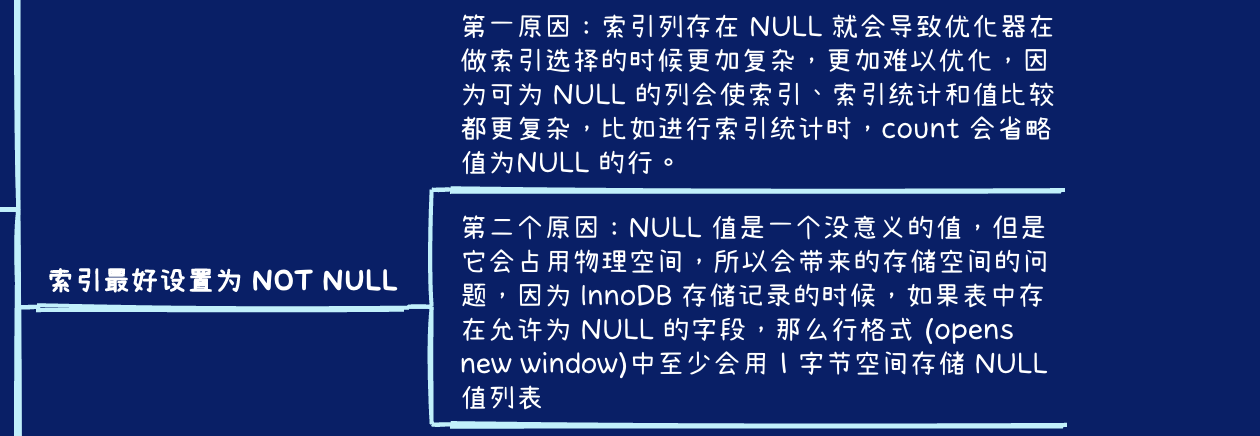 第一原因：索引列存在 NULL 就会导致优化器在
做索引选择的时候更加复杂，更加难以优化，因
为可为 NULL 的列会使索引、索引统计和值比较
都更复杂，比如进行索引统计时，count 会省略
值为NULL 的行。
索引最好设置为 NOT NULL
第二个原因：NULL 值是一个没意义的值，但是
它会占用物理空间，所以会带来的存储空间的问
题，因为 InnoDB 存储记录的时候，如果表中存
在允许为 NULL 的字段，那么行格式 (opens
new window)中至少会用 1 字节空间存储 NULL
值列表